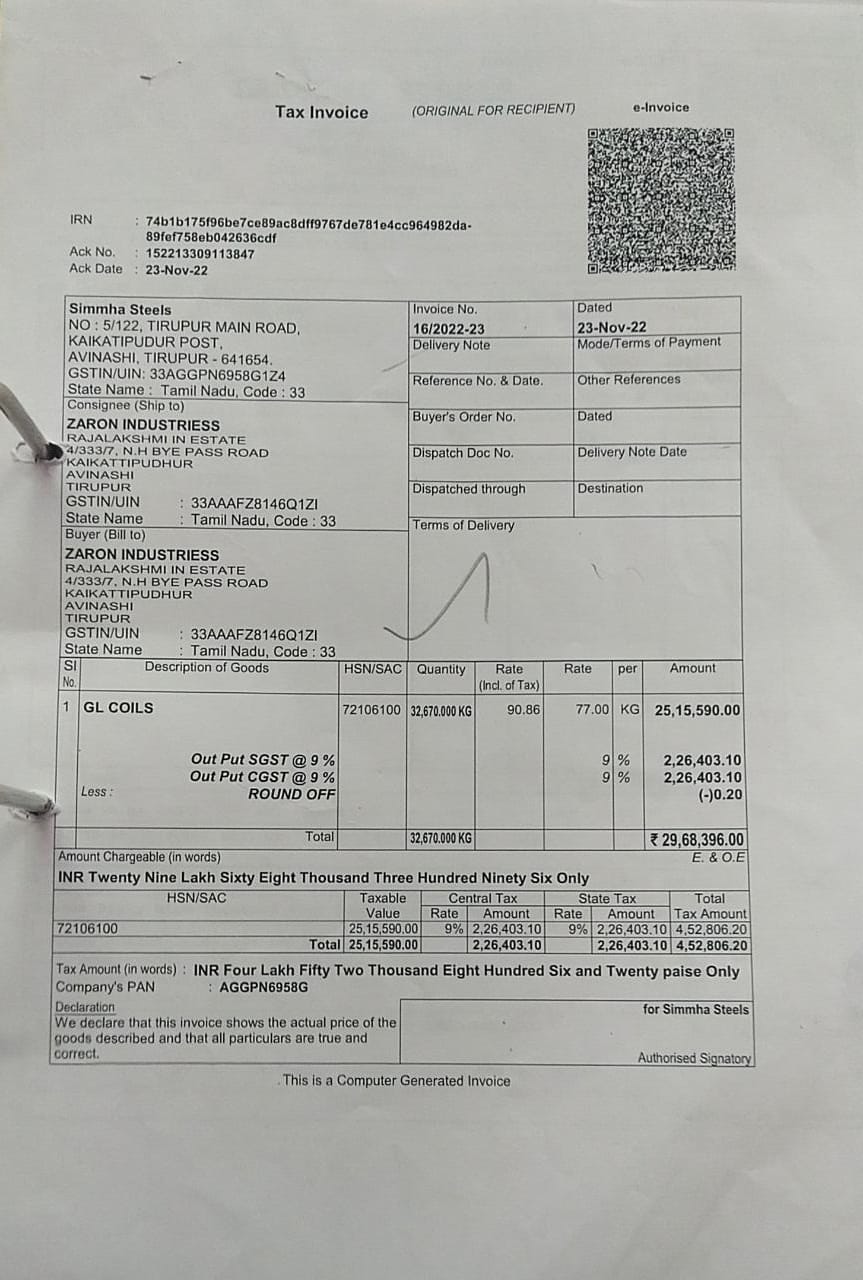 Tax Invoice (ORIGINAL FOR RECIPIENT) e-Invoice
IRN : 74b1b175f96be7ce89ac8dff9767de781e4cc964982da-
89fef758eb042636cdf
Ack No. : 152213309113847
Ack Date : 23-Nov-22
Simmha Steels
NO : 5/122, TIRUPUR MAIN ROAD,
KAIKATIPUDUR POST,
AVINASHI, TIRUPUR - 641654.
GSTIN/UIN: 33AGGPN6958G1Z4
State Name : Tamil Nadu, Code : 33
Invoice No. Dated
16/2022-23 23-Nov-22
Delivery Note Mode/Terms of Payment
Reference No. & Date. Other References
Buyer's Order No. Dated
Dispatch Doc No. Delivery Note Date
Dispatched through Destination
Terms of Delivery
Consignee (Ship to)
ZARON INDUSTRIESS
RAJALAKSHMI IN ESTATE
4/333/7, N.H BYE PASS ROAD
KAIKATTIPUDHUR
AVINASHI
TIRUPUR
GSTIN/UIN : 33AAAFZ8146Q1ZI
State Name : Tamil Nadu, Code : 33
Buyer (Bill to)
ZARON INDUSTRIESS
RAJALAKSHMI IN ESTATE
4/333/7, N.H BYE PASS ROAD
KAIKATTIPUDHUR
AVINASHI
TIRUPUR
GSTIN/UIN : 33AAAFZ8146Q1ZI
State Name : Tamil Nadu, Code : 33
Sl Description of Goods HSN/SAC Quantity Rate Rate per Amount
No. (Incl. of Tax)
1 GL COILS 72106100 32,670.000 KG 90.86 77.00 KG 25,15,590.00
Out Put SGST @ 9 % 9 % 2,26,403.10
Out Put CGST @ 9 % 9 % 2,26,403.10
Less : ROUND OFF (-)0.20
Total 32,670.000 KG ₹ 29,68,396.00
Amount Chargeable (in words) E. & O.E
INR Twenty Nine Lakh Sixty Eight Thousand Three Hundred Ninety Six Only
HSN/SAC Taxable Central Tax State Tax Total
Value Rate Amount Rate Amount Tax Amount
72106100 25,15,590.00 9% 2,26,403.10 9% 2,26,403.10 4,52,806.20
Total 25,15,590.00 2,26,403.10 2,26,403.10 4,52,806.20
Tax Amount (in words) : INR Four Lakh Fifty Two Thousand Eight Hundred Six and Twenty paise Only
Company's PAN : AGGPN6958G
Declaration
We declare that this invoice shows the actual price of the
goods described and that all particulars are true and
correct.
for Simmha Steels
Authorised Signatory
This is a Computer Generated Invoice